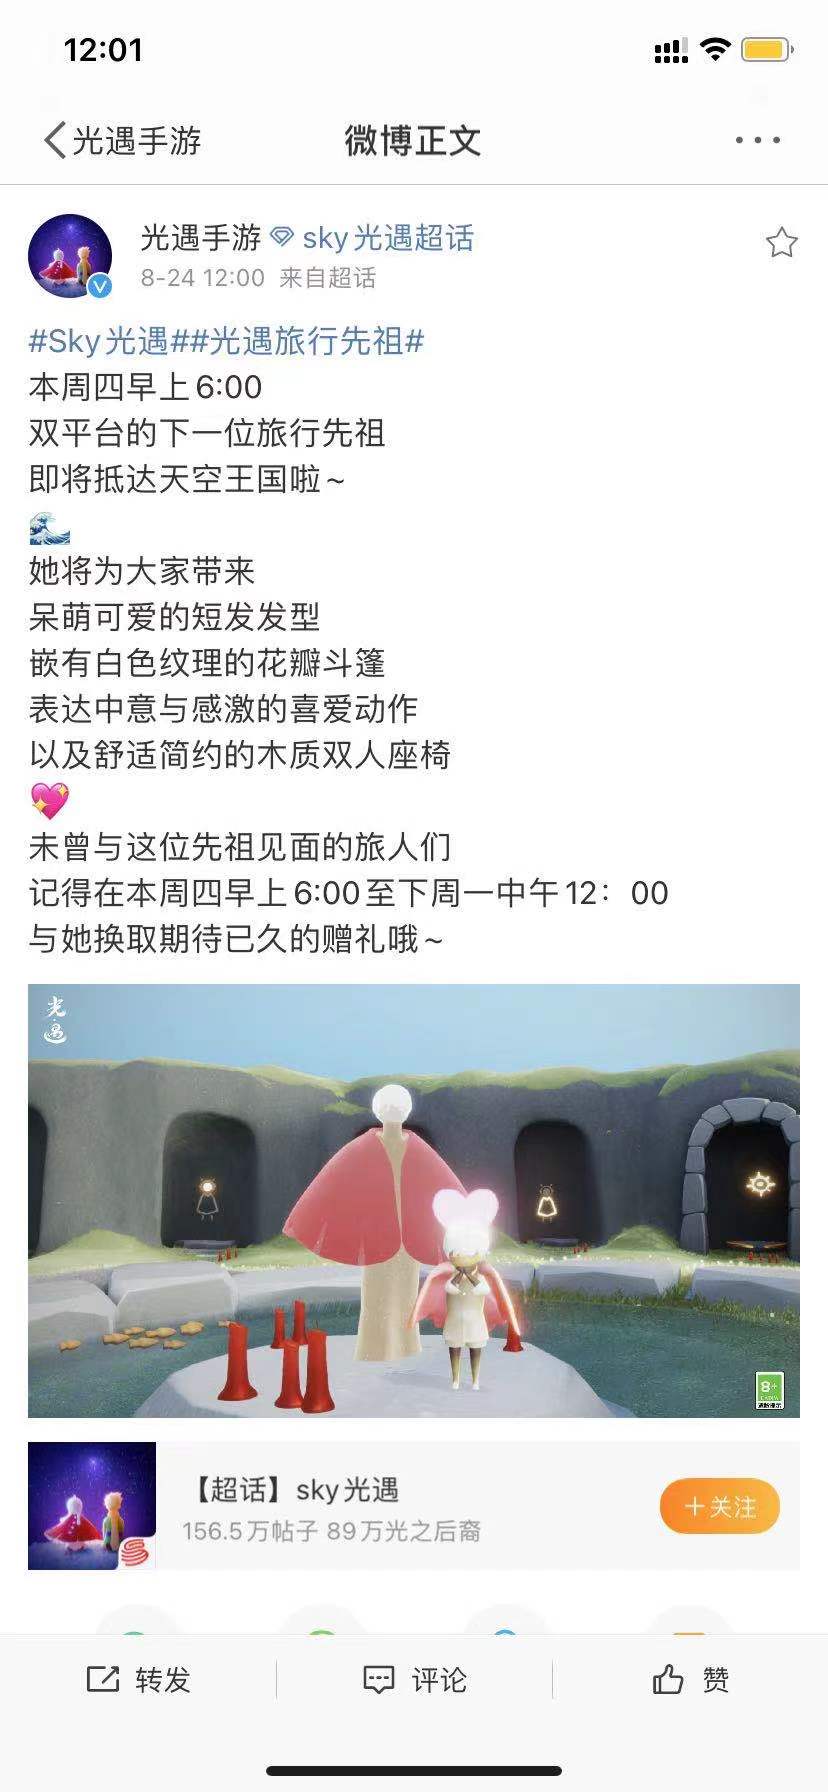 12:01
光遇手游
微博正文
光遇手游 sky光遇超话
8-24 12:00 来自超话
#Sky光遇##光遇旅行先祖#
本周四早上6:00
双平台的下一位旅行先祖
即将抵达天空王国啦~
她将为大家带来
呆萌可爱的短发发型
嵌有白色纹理的花瓣斗篷
表达中意与感激的喜爱动作
以及舒适简约的木质双人座椅
未曾与这位先祖见面的旅人们
记得在本周四早上6:00至下周一中午12：00
与她换取期待已久的赠礼哦~
光遇
8+
CADPA
适龄提示
【超话】sky光遇
156.5万帖子 89万光之后裔
+关注
转发
评论
赞